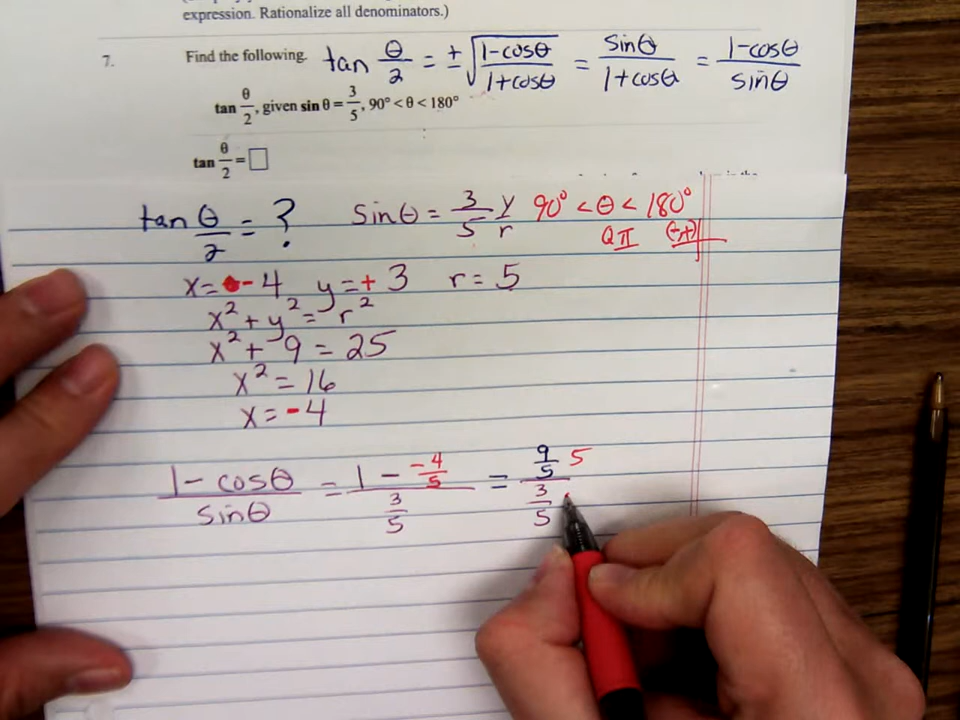 expression. Rationalize all denominators.)
7. Find the following. tan θ/2 = ± √(1-cosθ/1+cosθ) = sinθ/1+cosθ = 1-cosθ/sinθ
tan θ/2, given sin θ = 3/5, 90° < θ < 180°
tan θ/2 = □
tan θ/2 = ? sinθ = 3/5 y/r 90° < θ < 180°
QII (-,+)
x = -4 y = +3 r = 5
x² + y² = r²
x² + 9 = 25
x² = 16
x = -4
1 - cosθ/sinθ = 1 - -4/5 / 3/5 = 9/5 5 / 3/5